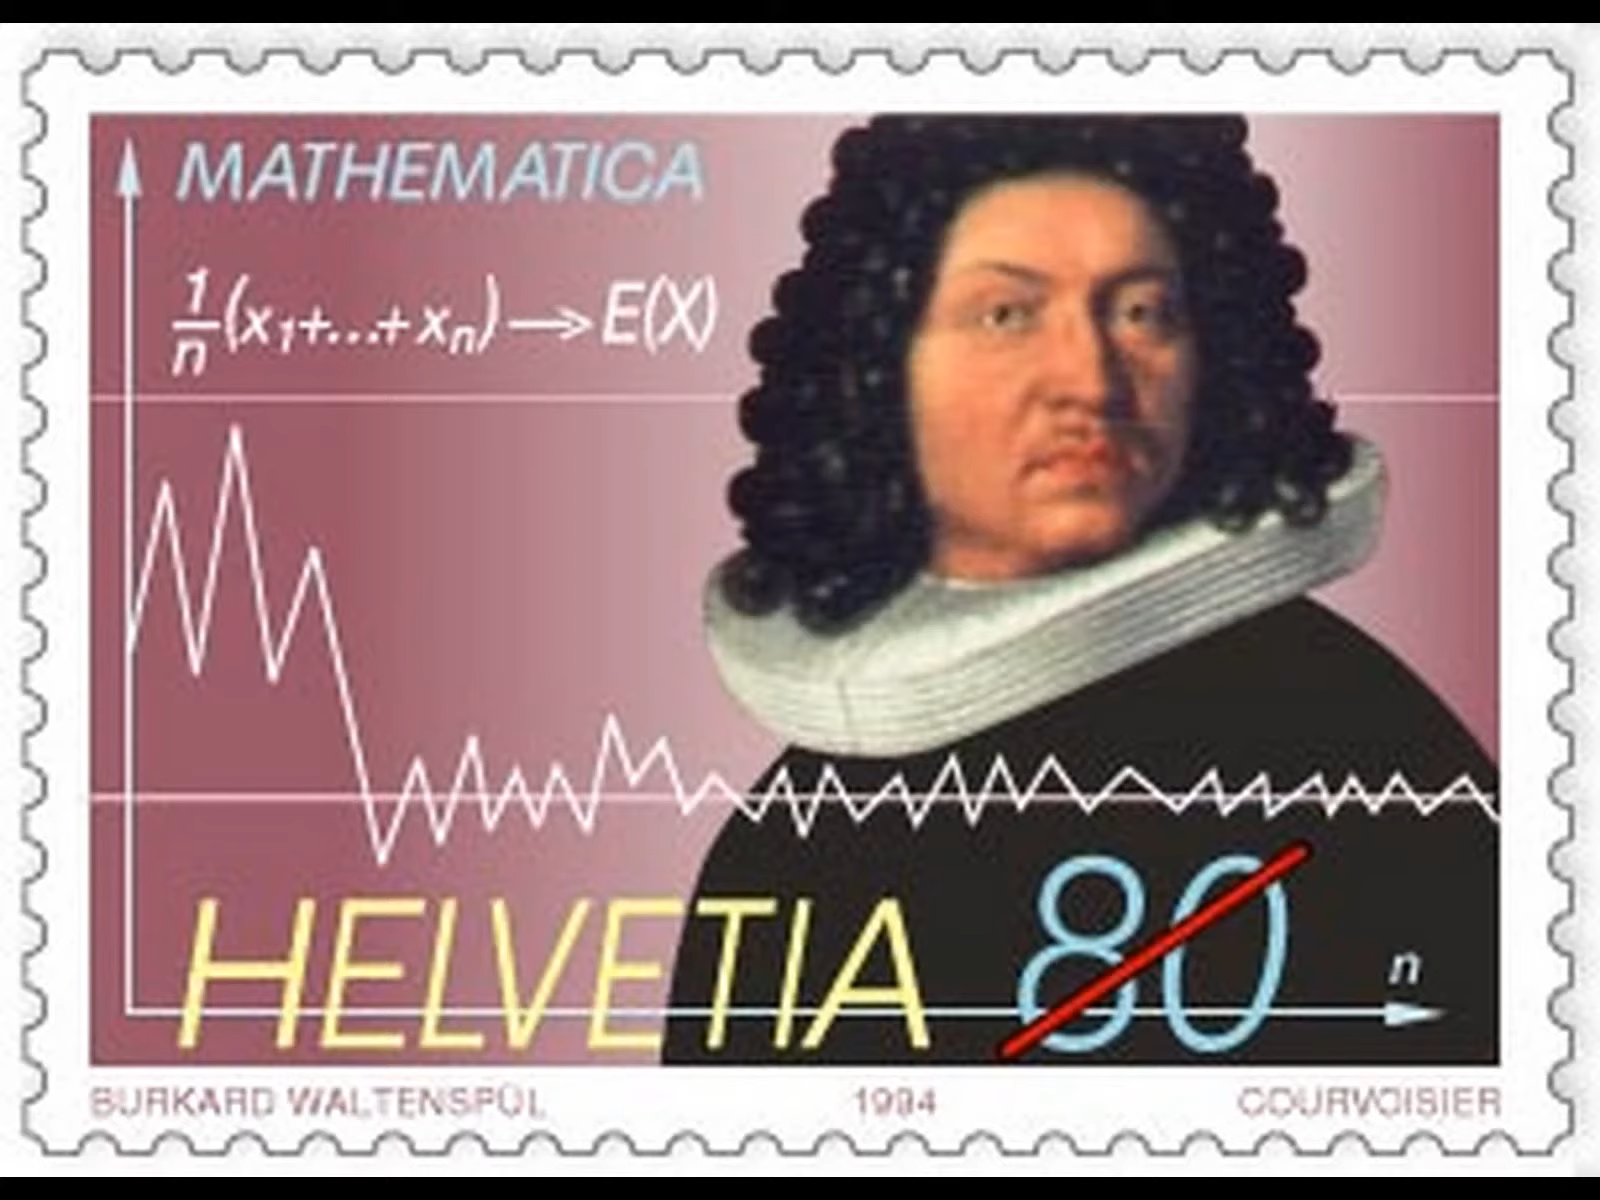 MATHEMATICA
1/n (x₁+...+xₙ) → E(X)
HELVETIA 80
n
BURKARD WALTENSPÜL 1994 COURVOISIER